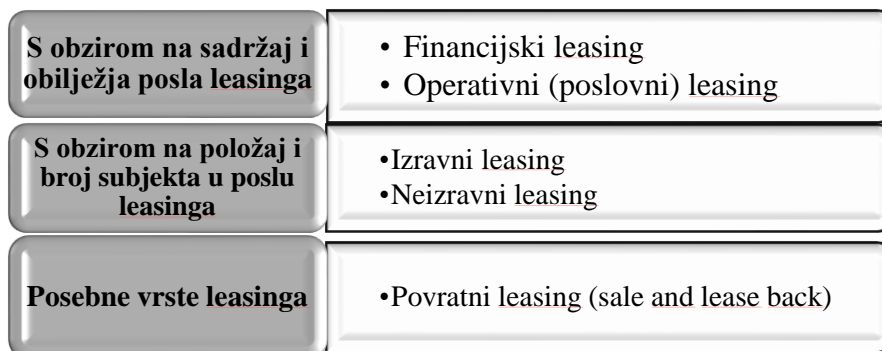 S obzirom na sadržaj i
obilježja posla leasinga
• Financijski leasing
• Operativni (poslovni) leasing
S obzirom na položaj i
broj subjekta u poslu
leasinga
•Izravni leasing
•Neizravni leasing
Posebne vrste leasinga
•Povratni leasing (sale and lease back)